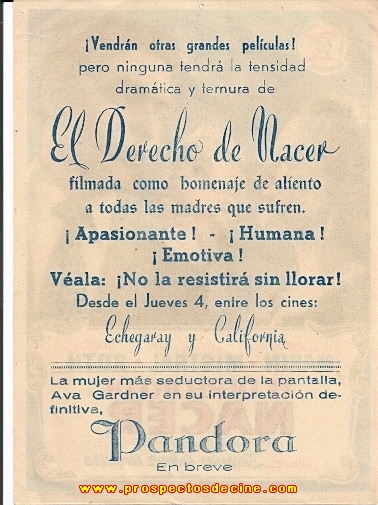 ¡Vendrán otras grandes películas!
pero ninguna tendrá la tensidad
dramática y ternura de
El Derecho de Nacer
filmada como homenaje de aliento
a todas las madres que sufren.
¡Apasionante! - ¡Humana!
¡Emotiva!
Véala: ¡No la resistirá sin llorar!
Desde el Jueves 4, entre los cines:
Echegaray y California
La mujer más seductora de la pantalla,
Ava Gardner en su interpretación de-
finitiva,
Pandora
En breve
www.prospectosdecine.com